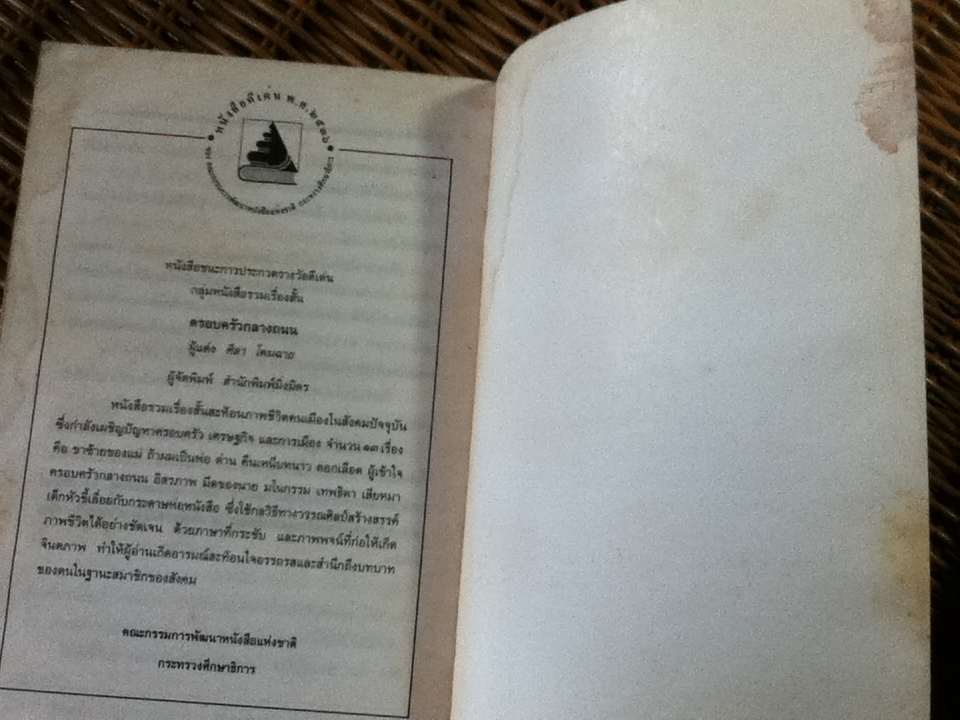 หนังสือดีเด่น พ.ศ.๒๕๓๖
หนังสือชนะการประกวดรางวัลดีเด่น
กลุ่มหนังสือรวมเรื่องสั้น
ครอบครัวกลางถนน
ผู้แต่ง ศิลา โคมฉาย
ผู้จัดพิมพ์ สำนักพิมพ์มิ่งมิตร
หนังสือรวมเรื่องสั้นสะท้อนภาพชีวิตคนเมืองในสังคมปัจจุบัน
ซึ่งกำลังเผชิญปัญหาครอบครัว เศรษฐกิจ และการเมือง จำนวน ๑๓ เรื่อง
คือ ขาซ้ายของแม่ ถ้าผมเป็นพ่อ ด่าน คืนเหน็บหนาว ดอกเลือด ผู้เข้าใจ
ครอบครัวกลางถนน อิสรภาพ มีดของนาย มโนกรรม เทพธิดา เสียหมา
เด็กหัวขี้เลื่อยกับกระดาษห่อหนังสือ ซึ่งใช้กลวิธีทางวรรณศิลป์สร้างสรรค์
ภาพชีวิตได้อย่างชัดเจน ด้วยภาษาที่กระชับ และภาพพจน์ที่ก่อให้เกิด
จินตภาพ ทำให้ผู้อ่านเกิดอารมณ์สะท้อนใจอรรถรสและสำนึกถึงบทบาท
ของตนในฐานะสมาชิกของสังคม
คณะกรรมการพัฒนาหนังสือแห่งชาติ
กระทรวงศึกษาธิการ